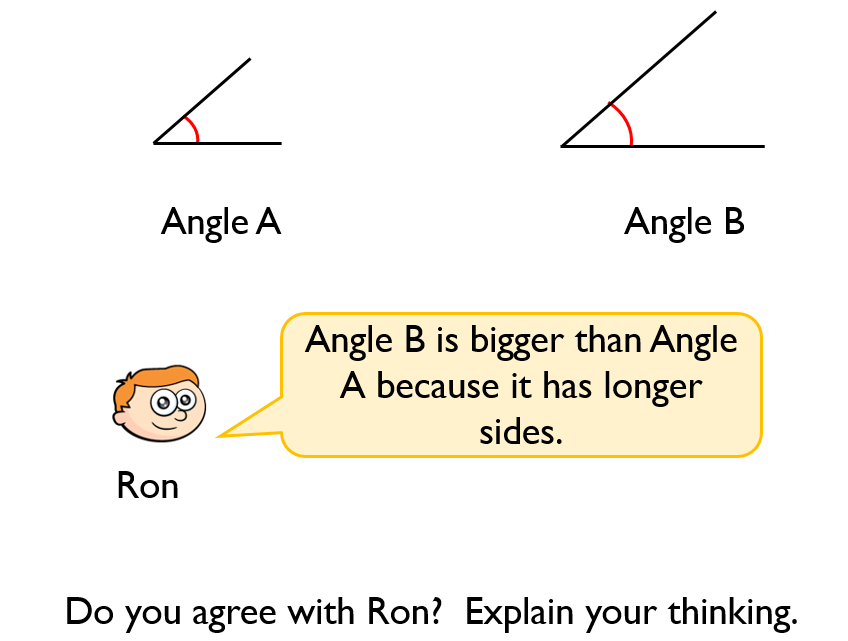 Angle A
Angle B
Angle B is bigger than Angle
A because it has longer
sides.
Ron
Do you agree with Ron?  Explain your thinking.